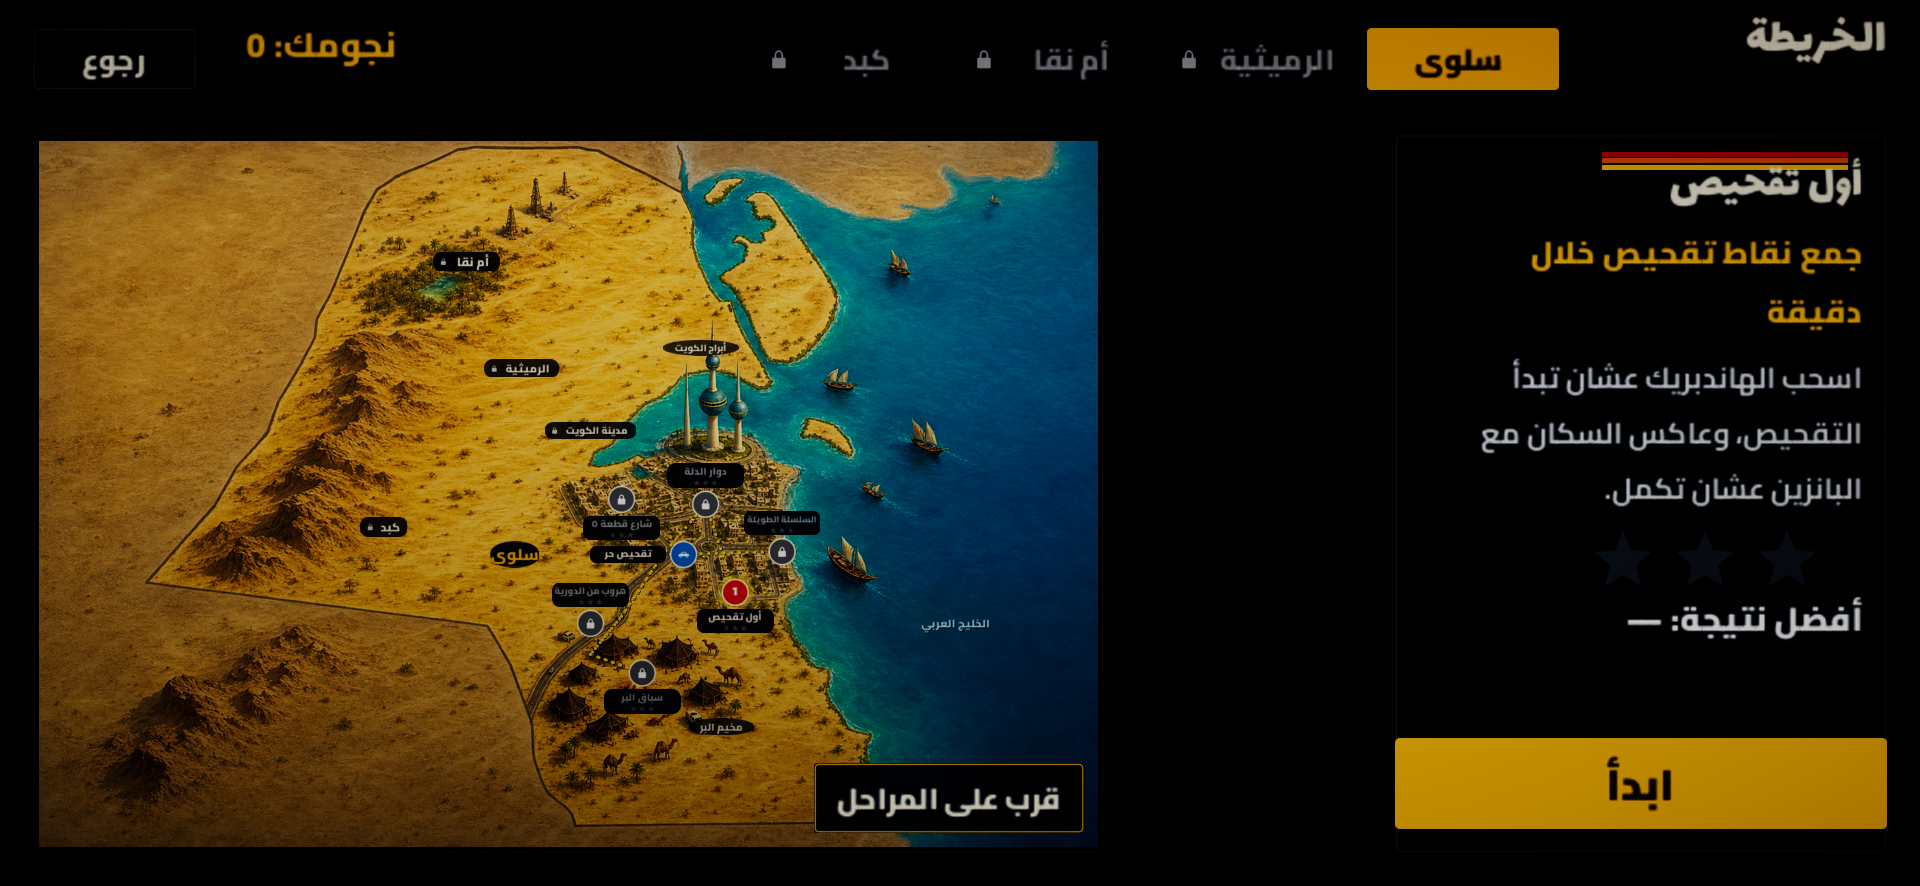 الخريطة
سلوى
الرميثية
أم نقا
كبد
نجومك: 0
رجوع
أول تقحيص
جمع نقاط تقحيص خلال
دقيقة
اسحب الهاندبريك عشان تبدأ
التقحيص، وعاكس السكان مع
البانزين عشان تكمل.
أفضل نتيجة: —
ابدأ
أم نقا
أبراج الكويت
الرميثية
مدينة الكويت
دوار الدلة
السلسلة الطويلة
شارع قطعة ٥
كبد
سلوى
تقحيص حر
هروب من الدورية
1
أول تقحيص
الخليج العربي
سباق البر
مخيم البر
قرب على المراحل